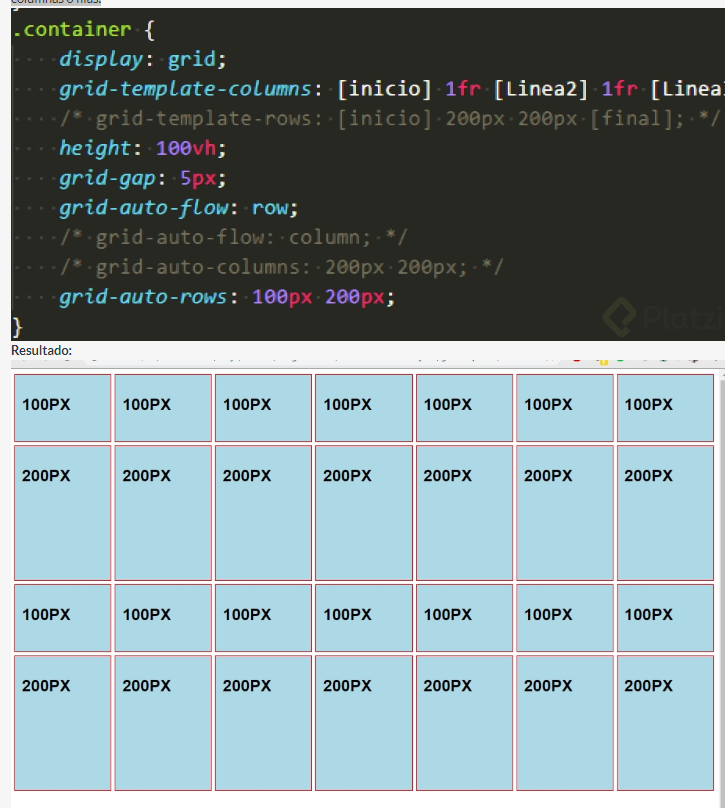 columnas o más.
.container {
display: grid;
grid-template-columns: [inicio] 1fr [Linea2] 1fr [Linea
/* grid-template-rows: [inicio] 200px 200px [final]; */
height: 100vh;
grid-gap: 5px;
grid-auto-flow: row;
/* grid-auto-flow: column; */
/* grid-auto-columns: 200px 200px; */
grid-auto-rows: 100px 200px;
}
Platzi
Resultado:
100PX 100PX 100PX 100PX 100PX 100PX 100PX
200PX 200PX 200PX 200PX 200PX 200PX 200PX
100PX 100PX 100PX 100PX 100PX 100PX 100PX
200PX 200PX 200PX 200PX 200PX 200PX 200PX